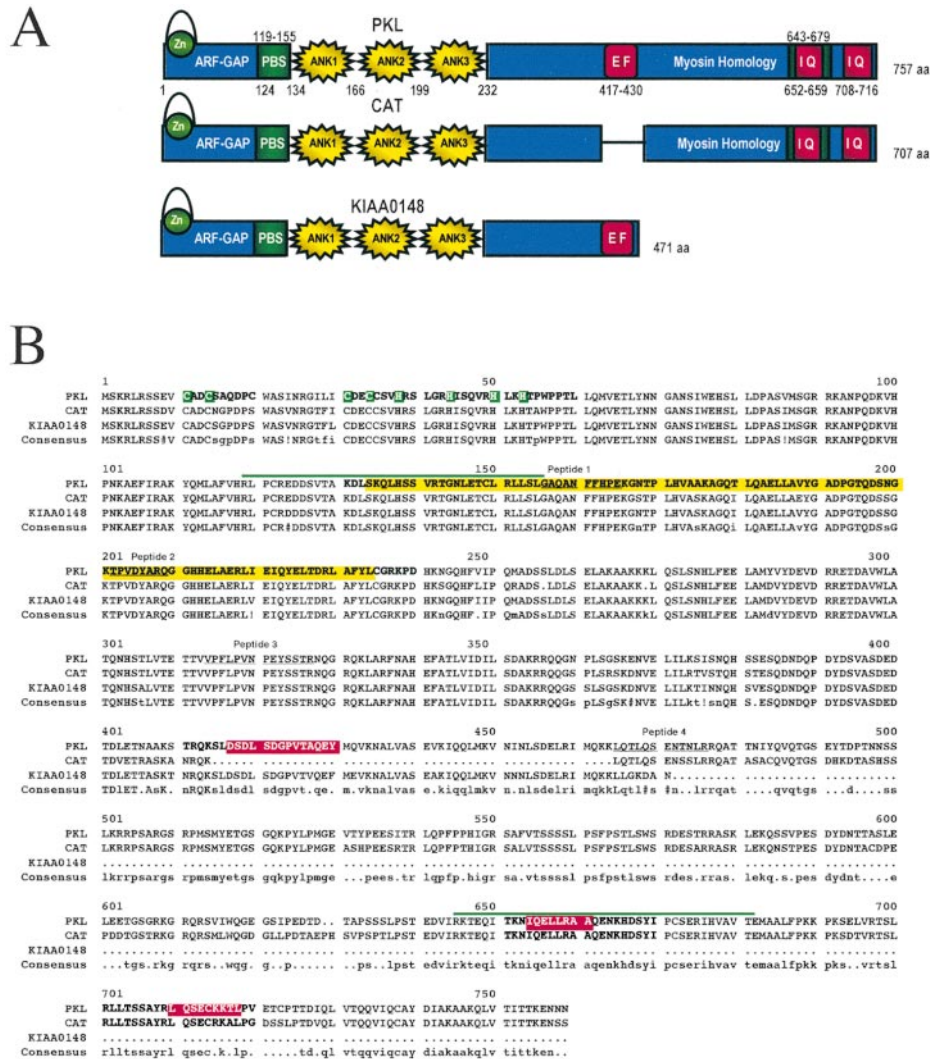 A
PKL
119-155 643-679
Zn ARF-GAP PBS ANK1 ANK2 ANK3 EF Myosin Homology IQ IQ 757 aa
1 124 134 166 199 232 417-430 652-659 708-716
CAT
Zn ARF-GAP PBS ANK1 ANK2 ANK3 Myosin Homology IQ IQ 707 aa
KIAA0148
Zn ARF-GAP PBS ANK1 ANK2 ANK3 EF 471 aa
B
1 50 100
PKL MSKRLRSSEV CADCSAQDPC WASINRGILI CDECCSVHRS LGRHISQVRH LKHTPWPPTL LQMVETLYNN GANSIWEHSL LDPASVMSGR RKANPQDKVH
CAT MSKRLRSSEV CADCNGPDPS WASVNRGTFI CDECCSVHRS LGRHISQVRH LKHTAWPPTL LQMVETLYNN GANSIWEHSL LDPASIMSGR RKANPQDKVH
KIAA0148 MSKRLRSSEV CADCSGPDPS WASVNRGTFL CDECCSVHRS LGRHISQVRH LKHTPWPPTL LQMVETLYNN GANSIWEHSL LDPASIMSGR RKANPQDKVH
Consensus MSKRLRSS#V CADCsgpDPs WAS!NRGtfi CDECCSVHRS LGRHISQVRH LKHTpWPPTL LQMVETLYNN GANSIWEHSL LDPAS!MSGR RKANPQDKVH
101 150 Peptide 1 200
PKL PNKAEFIRAK YQMLAFVHRL PCREDDSVTA KDLSKQLHSS VRTGNLETCL RLLSLGAQAN FFHPEKGNTP LHVAAKAGQT LQAELLAVYG ADPGTQDSNG
CAT PNKAEFIRAK YQMLAFVHRL PCREDDSVTA KDLSKQLHSS VRTGNLETCL RLLSLGAQAN FFHPEKGSTP LHVASKAGQI LQAELLAVYG ADPGTQDSSG
KIAA0148 PNKAEFIRAK YQMLAFVHRL PCRDDDSVTA KDLSKQLHSS VRTGNLETCL RLLSLGAQAN FFHPEKGNTP LHVASKAGQI LQAELLAVYG ADPGTQDSSG
Consensus PNKAEFIRAK YQMLAFVHRL PCR#DDSVTA KDLSKQLHSS VRTGNLETCL RLLSLGAQAN FFHPEKGnTP LHVAsKAGQi LQAELLAvYG ADPGTQDSsG
201 Peptide 2 250 300
PKL KTPVDYARQG GHHELAERLI EIQYELTDRL AFYLCGRKPD HKNGQHFVIP QMADSSLDLS ELAKAAKKKL QSLSNHLFEE LAMYVYDEVD RRETDAVWLA
CAT KTPVDYARQG GHHELAERLV EIQYELTDRL AFYLCGRKPD HKSGQHFLIP QRADS.LDLS ELAKAAKKKL QSLSNHLFEE LAMDVYDEVD RRETDAVWLA
KIAA0148 KTPVDYARQG GHHELAERLV EIQYELTDRL AFYLCGRKPD HKNGQHFIIP QMADSSLDLS ELAKAAKKKL QSLSNHLFEE LAMDVYDEVD RRETDAVWLA
Consensus KTPVDYARQG GHHELAERL! EIQYELTDRL AFYLCGRKPD HKnGQHF.IP QmADSsLDLS ELAKAAKKKL QSLSNHLFEE LAMdVYDEVD RRETDAVWLA
301 Peptide 3 350 400
PKL TQNHSTLVTE TTVVPFLPVN PEYSSTRNQG RQKLARFNAH EFATLVIDIL SDAKRRQQGN PLSGSKENVE LILKSISNQH SSESQDNDQP DYDSVASDED
CAT TQNHSTLVTE TTVVPFLPVN PEYSSTRNQG RQKLARFNAH EFATLVIDIL SDAKRRQQGS PLSRSKDNVE LILRTVSTQH STESQDNDQP DYDSVASDED
KIAA0148 TQNHSALVTE TTVVPFLPVN PEYSSTRNQG RQKLARFNAH EFATLVIDIL SDAKRRQQGS SLSGSKDNVE LILKTINNQH SVESQDNDQP DYDSVASDED
Consensus TQNHStLVTE TTVVPFLPVN PEYSSTRNQG RQKLARFNAH EFATLVIDIL SDAKRRQQGs pLSgSK#NVE LILkt!snQH S.ESQDNDQP DYDSVASDED
401 450 Peptide 4 500
PKL TDLETNAAKS TRQKSLDSDL SDGPVTAQEY MQVKNALVAS EVKIQQLMKV NINLSDELRI MQKKLQTLQS ENTNLRRQAT TNIYQVQTGS EYTDPTNNSS
CAT TDVETRASKA NRQK...... .......... .......... .......... .......... ....LQTLQS ENSSLRRQAT ATSACQVQTGS DHKDTASHSS
KIAA0148 TDLETTASKT NRQKSLDSDL SDGPVTVQEF MEVKNALVAS EAKIQQLMKV NNNLSDELRI MQKKLLGKDA N.........
Consensus TDlET.AsK. nRQKsldsdl sdgpvt.qe. m.vknalvas e.kiqqlmkv n.nlsdelri mqkkLqtl#s #n..lrrqat ....qvqtgs ...d....ss
501 550 600
PKL LKRRPSARGS RPMSMYETGS GQKPYLPMGE VTYPEESITR LQPFPPHIGR SAFVTSSSSL PSFPSTLSWS RDESTRRASK LEKQSSVPES DYDNTTASLE
CAT LKRRPSARGS RPMSMYETGS GQKPYLPMGE ASHPEESRTR LQPFPTHIGR SALVTSSSSL PSFPSTLSWS RDESARRASR LEKQNSTPES DYDNTACDPE
KIAA0148 .......... .......... .......... .......... .......... .......... .......... .......... .......... ..........
Consensus lkrrpsargs rpmsmyetgs gqkpylpmge ..pees.tr lqpfp.higr sa.vtssssl psfpstlsws rdes.rras. lekq.s.pes dydnt....e
601 650 700
PKL LEETGSGRKG RQRSVIWQGE GSIPEDTD.. TAPSSSLPST EDVIRKTEQI TKNIQELLRA AQENKHDSYI PCSERIHVAV TEMAALFPKK PKSELVRTSL
CAT PDDTGSTRKG RQRSMLWQGD GLLPDTAEPH SVPSPTLPST EDVIRKTEQI TKNIQELLRA AQENKHDSYI PCSERIHVAV TEMAALFPKK PKSDTVRTSL
KIAA0148 .......... .......... .......... .......... .......... .......... .......... .......... .......... ..........
Consensus ...tgs.rkg rqrs..wqg. g..p...... ..ps..lpst edvirkteqi tkniqellra aqenkhdsyi pcserihvav temaalfpkk pks..vrtsl
701 750
PKL RLLTSSAYRL QSECKKTLPV ETCPTTDIQL VTQQVIQCAY DIAKAAKQLV TITTKENN
CAT RLLTSSAYRL QSECRKALPG DSSLPTDVQL VTQQVIQCAY DIAKAAKQLV TITTKENS
KIAA0148 .......... .......... .......... .......... .......... ........
Consensus rlltssayrl qsec.k.lp. .....td.ql vtqqviqcay diakaakqlv tittken.